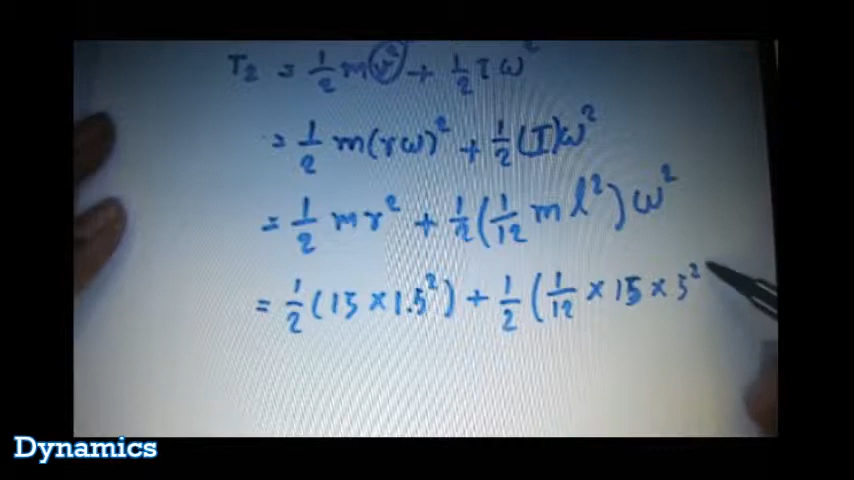 T₂ = 1/2 m v² + 1/2 I ω²
= 1/2 m(rω)² + 1/2 (I)ω²
= 1/2 m r² + 1/2 (1/12 m l²) ω²
= 1/2 (15 × 1.5²) + 1/2 (1/12 × 15 × 5²
Dynamics